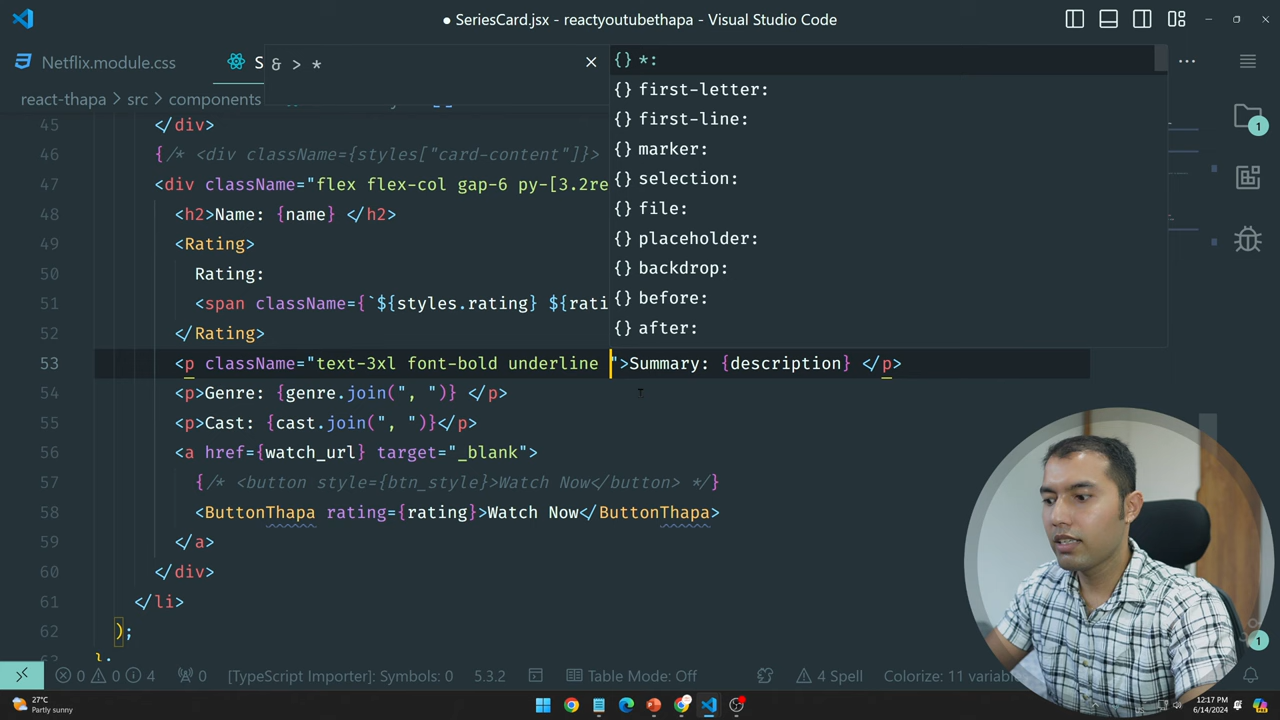 SeriesCard.jsx - reactyoutubethapa - Visual Studio Code
Netflix.module.css
S
& > *
react-thapa > src > components
{} *:
{} first-letter:
{} first-line:
{} marker:
{} selection:
{} file:
{} placeholder:
{} backdrop:
{} before:
{} after:
45 </div>
46 {/* <div className={styles["card-content"]}>
47 <div className="flex flex-col gap-6 py-[3.2re
48 <h2>Name: {name} </h2>
49 <Rating>
50 Rating:
51 <span className={`${styles.rating} ${rati
52 </Rating>
53 <p className="text-3xl font-bold underline ">Summary: {description} </p>
54 <p>Genre: {genre.join(", ")} </p>
55 <p>Cast: {cast.join(", ")}</p>
56 <a href={watch_url} target="_blank">
57 {/* <button style={btn_style}>Watch Now</button> */}
58 <ButtonThapa rating={rating}>Watch Now</ButtonThapa>
59 </a>
60 </div>
61 </li>
62 );
1
1
0 0 4 0 [TypeScript Importer]: Symbols: 0 5.3.2 Table Mode: Off 4 Spell Colorize: 11 variab
27°C
Partly sunny
12:17 PM
6/14/2024